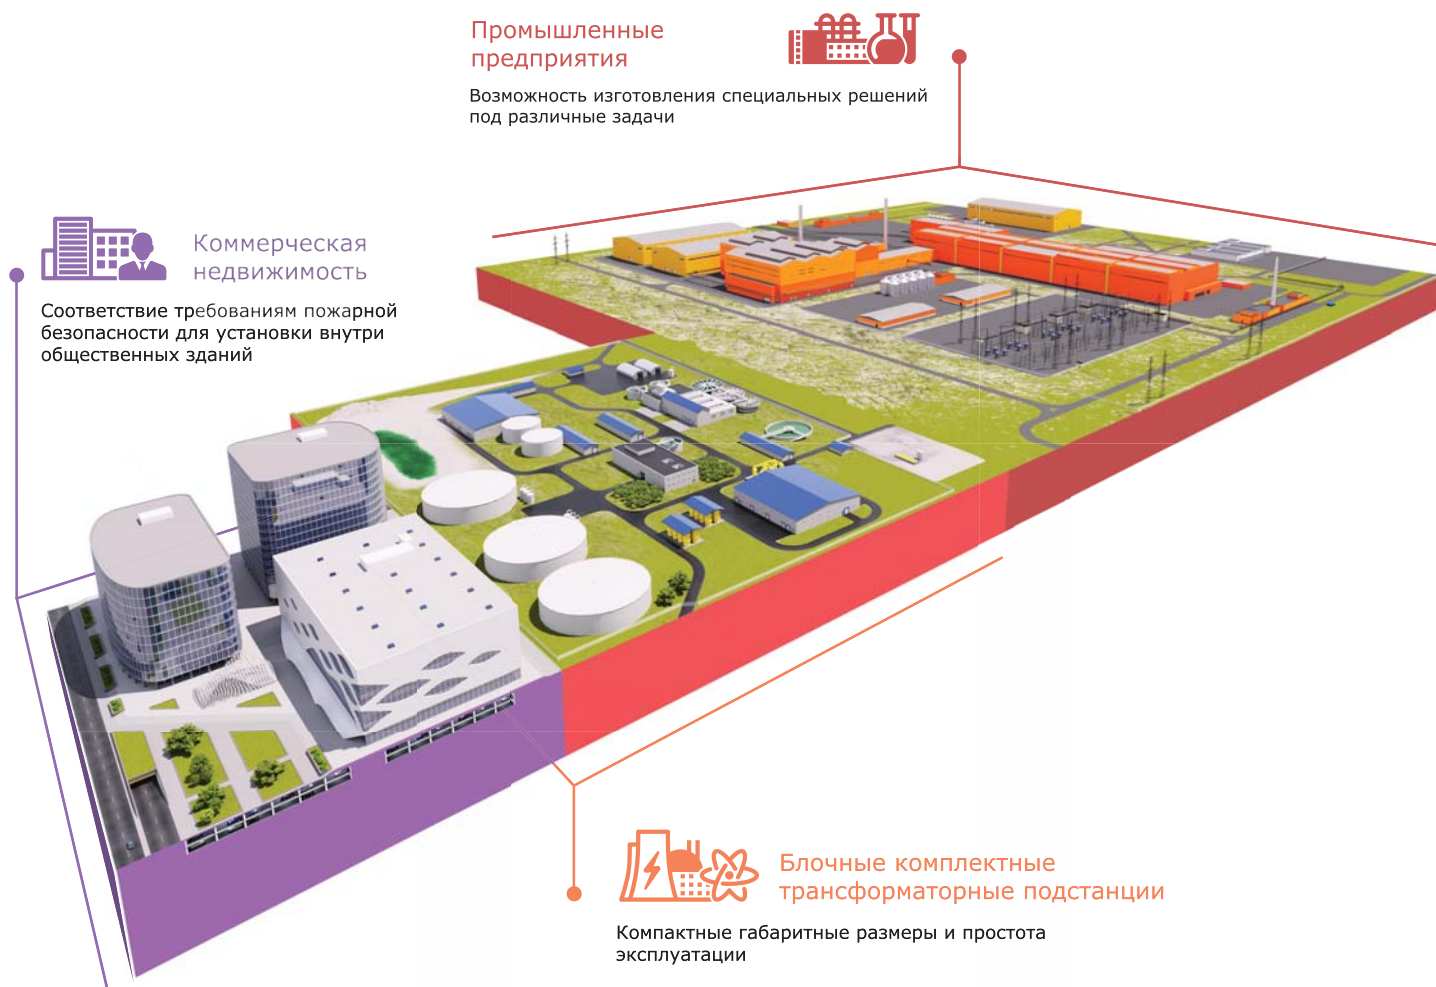 Промышленные
предприятия
Возможность изготовления специальных решений
под различные задачи
Коммерческая
недвижимость
Соответствие требованиям пожарной
безопасности для установки внутри
общественных зданий
Блочные комплектные
трансформаторные подстанции
Компактные габаритные размеры и простота
эксплуатации